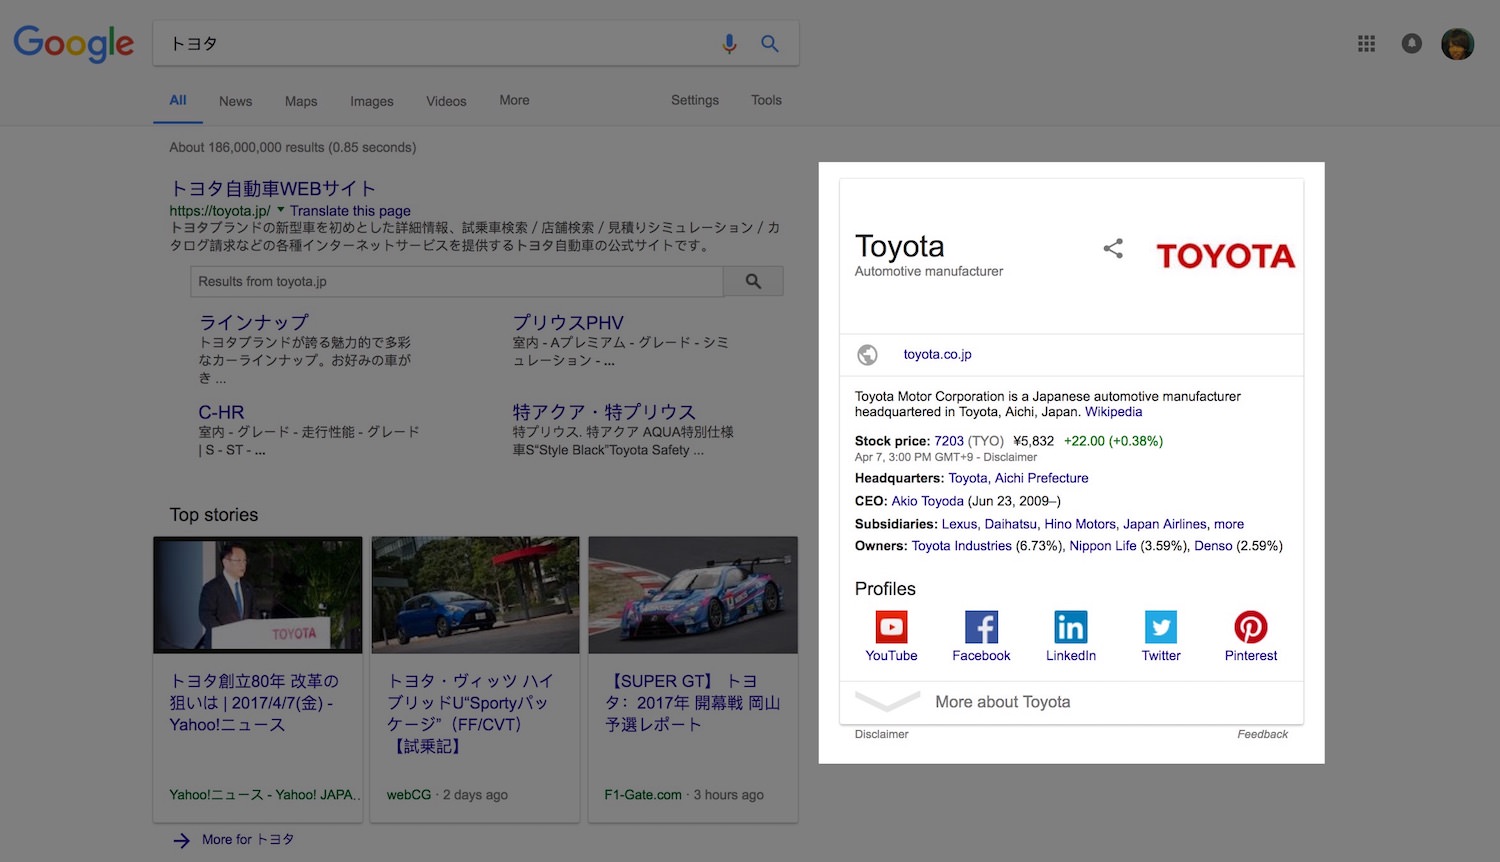 Google
トヨタ
All News Maps Images Videos More Settings Tools
About 186,000,000 results (0.85 seconds)
トヨタ自動車WEBサイト
https://toyota.jp/ Translate this page
トヨタブランドの新型車を初めとした詳細情報、試乗車検索 / 店舗検索 / 見積りシミュレーション / カ
タログ請求などの各種インターネットサービスを提供するトヨタ自動車の公式サイトです。
Results from toyota.jp
ラインナップ
トヨタブランドが誇る魅力的で多彩
なカーラインナップ。お好みの車が
き ...
プリウスPHV
室内 - Aプレミアム - グレード - シミ
ュレーション - ...
C-HR
室内 - グレード - 走行性能 - グレード
| S - ST - ...
特アクア・特プリウス
特プリウス. 特アクア AQUA特別仕様
車S“Style Black”Toyota Safety ...
Top stories
TOYOTA
トヨタ創立80年 改革の
狙いは | 2017/4/7(金) -
Yahoo!ニュース
Yahoo!ニュース - Yahoo! JAPA...
トヨタ・ヴィッツ ハイ
ブリッドU“Sportyパッ
ケージ”（FF/CVT）
【試乗記】
webCG · 2 days ago
【SUPER GT】 トヨ
タ： 2017年 開幕戦 岡山
予選レポート
F1-Gate.com · 3 hours ago
More for トヨタ
Toyota
Automotive manufacturer
TOYOTA
toyota.co.jp
Toyota Motor Corporation is a Japanese automotive manufacturer
headquartered in Toyota, Aichi, Japan. Wikipedia
Stock price: 7203 (TYO) ¥5,832 +22.00 (+0.38%)
Apr 7, 3:00 PM GMT+9 - Disclaimer
Headquarters: Toyota, Aichi Prefecture
CEO: Akio Toyoda (Jun 23, 2009–)
Subsidiaries: Lexus, Daihatsu, Hino Motors, Japan Airlines, more
Owners: Toyota Industries (6.73%), Nippon Life (3.59%), Denso (2.59%)
Profiles
YouTube Facebook LinkedIn Twitter Pinterest
More about Toyota
Disclaimer Feedback